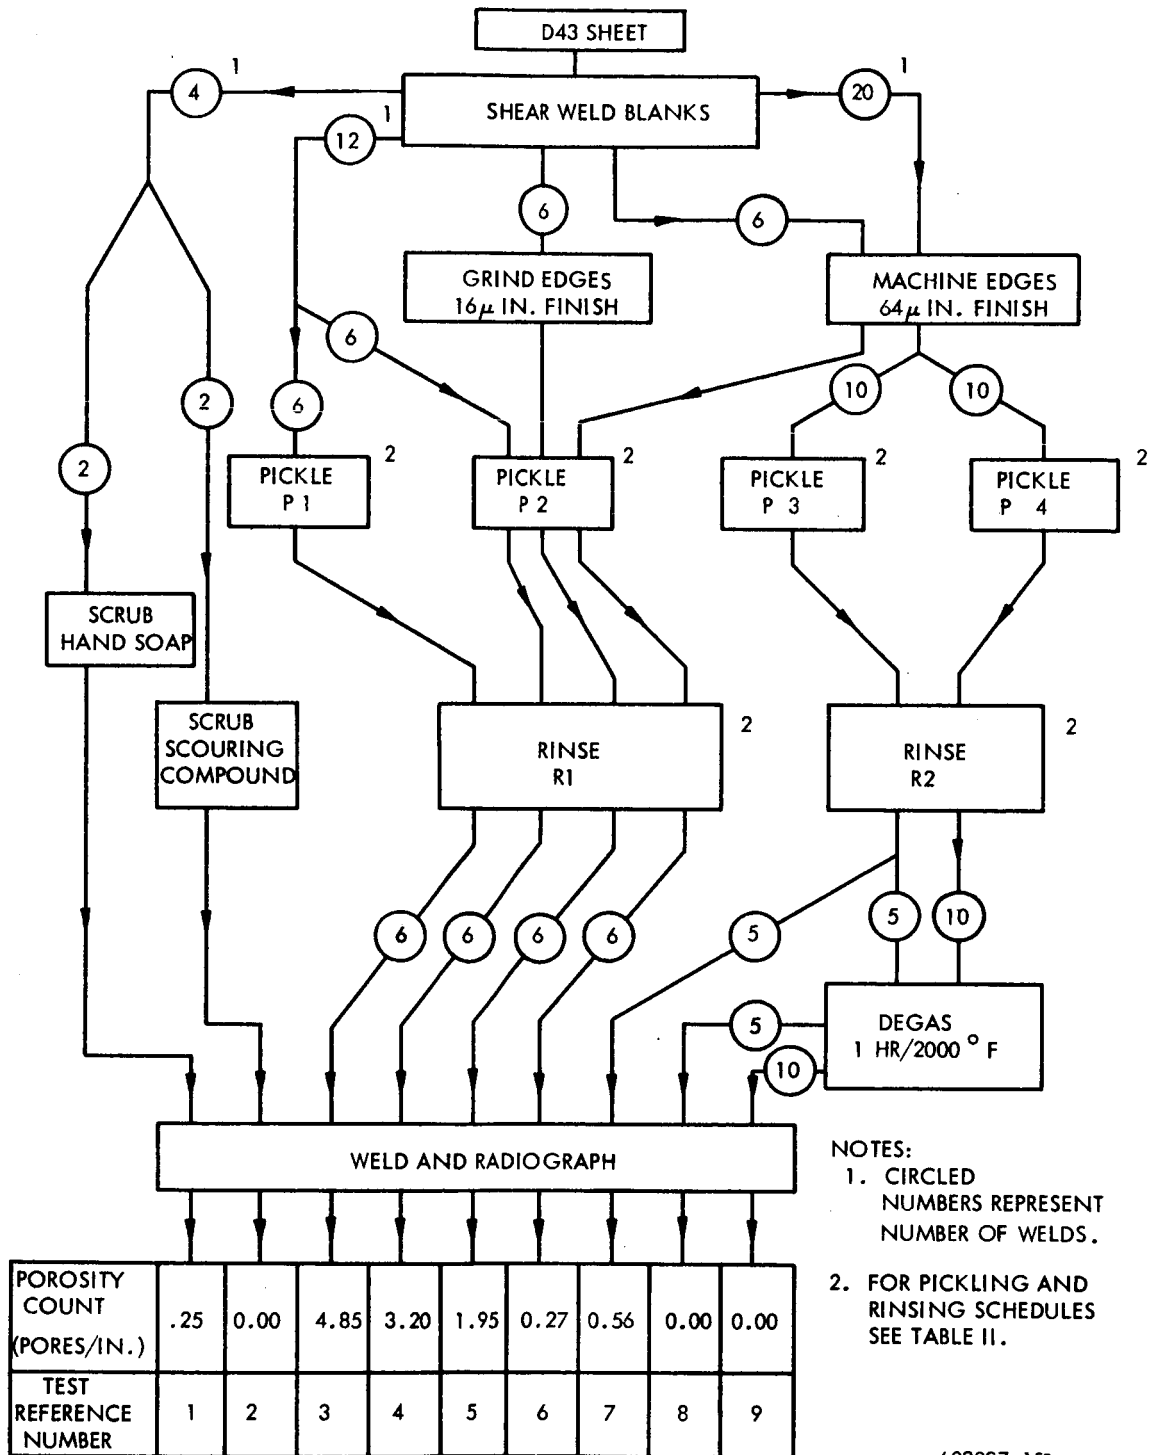 D43 SHEET
4
1
SHEAR WELD BLANKS
20
1
12
1
6
6
GRIND EDGES
16μ IN. FINISH
MACHINE EDGES
64μ IN. FINISH
6
10
10
2
6
2
PICKLE
P 1
2
PICKLE
P 2
2
PICKLE
P 3
2
PICKLE
P 4
2
SCRUB
HAND SOAP
SCRUB
SCOURING
COMPOUND
RINSE
R1
2
RINSE
R2
2
6
6
6
6
5
5
10
DEGAS
1 HR/2000 °F
5
10
WELD AND RADIOGRAPH
NOTES:
1. CIRCLED
NUMBERS REPRESENT
NUMBER OF WELDS.
2. FOR PICKLING AND
RINSING SCHEDULES
SEE TABLE II.
POROSITY
COUNT
(PORES/IN.)
.25 0.00 4.85 3.20 1.95 0.27 0.56 0.00 0.00
TEST
REFERENCE
NUMBER
1 2 3 4 5 6 7 8 9